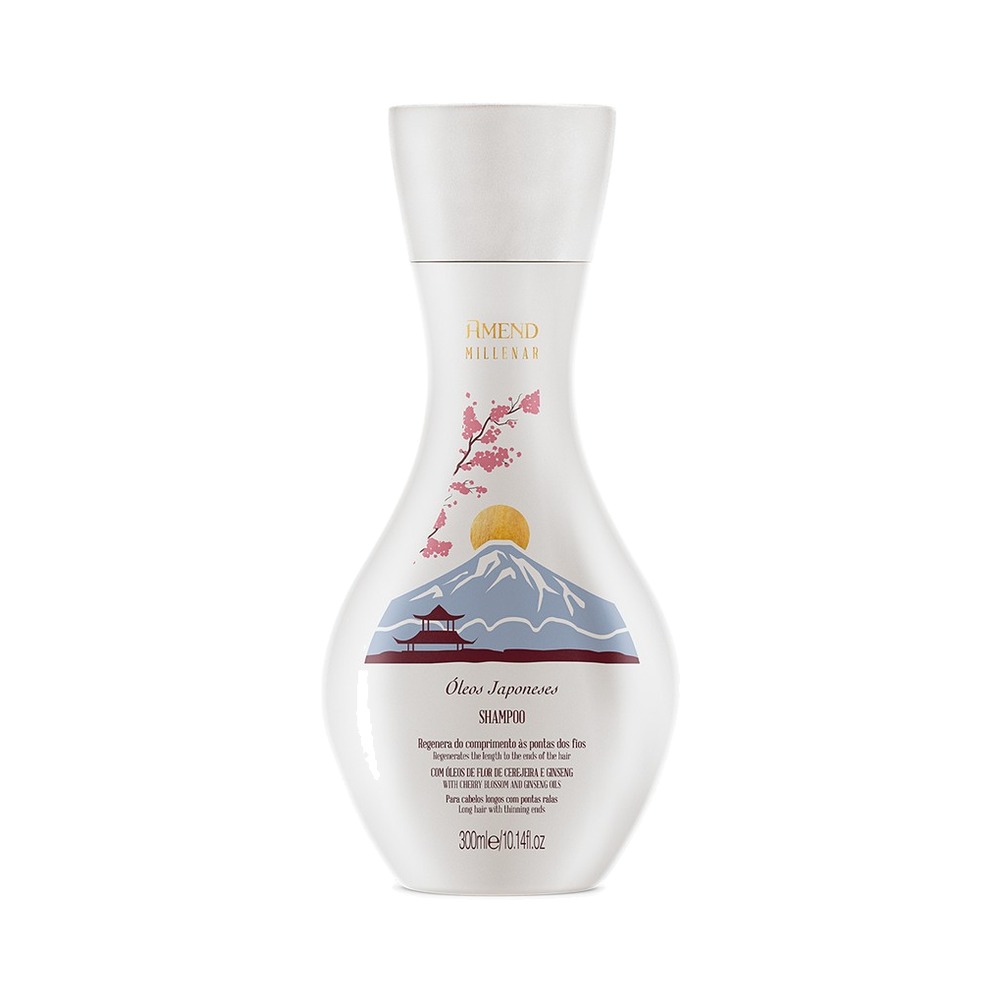 AMEND
MILLENAR
Óleos Japoneses
SHAMPOO
Regenera do comprimento às pontas dos fios
Regenerates the length to the ends of the hair
COM ÓLEOS DE FLOR DE CEREJEIRA E GINSENG
WITH CHERRY BLOSSOM AND GINSENG OILS
Para cabelos longos com pontas ralas
Long hair with thinning ends
300ml℮/10.14fl.oz